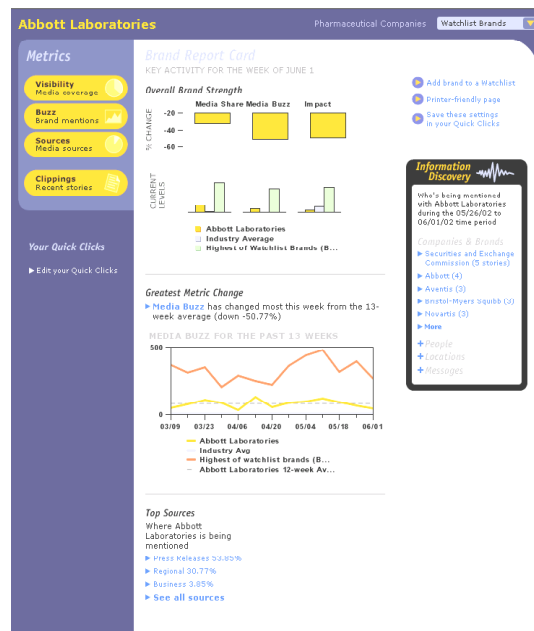 Abbott Laboratories
Pharmaceutical Companies
Watchlist Brands
Metrics
Visibility
Media coverage
Buzz
Brand mentions
Sources
Media sources
Clippings
Recent stories
Your Quick Clicks
Edit your Quick Clicks
Brand Report Card
KEY ACTIVITY FOR THE WEEK OF JUNE 1
Overall Brand Strength
Media Share Media Buzz Impact
% CHANGE
-20
-40
-60
CURRENT
LEVELS
Abbott Laboratories
Industry Average
Highest of Watchlist Brands (B...
Greatest Metric Change
Media Buzz has changed most this week from the 13-
week average (down -50.77%)
MEDIA BUZZ FOR THE PAST 13 WEEKS
500
0
03/09 03/23 04/06 04/20 05/04 05/18 06/01
Abbott Laboratories
Industry Avg
Highest of watchlist brands (B...
Abbott Laboratories 12-week Av...
Top Sources
Where Abbott
Laboratories is being
mentioned
Press Releases 53.85%
Regional 30.77%
Business 3.85%
See all sources
Add brand to a Watchlist
Printer-friendly page
Save these settings
in your Quick Clicks
Information
Discovery
Who's being mentioned
with Abbott Laboratories
during the 05/26/02 to
06/01/02 time period
Companies & Brands
Securities and Exchange
Commission (5 stories)
Abbott (4)
Aventis (3)
Bristol-Myers Squibb (3)
Novartis (3)
More
+People
+Locations
+Messages